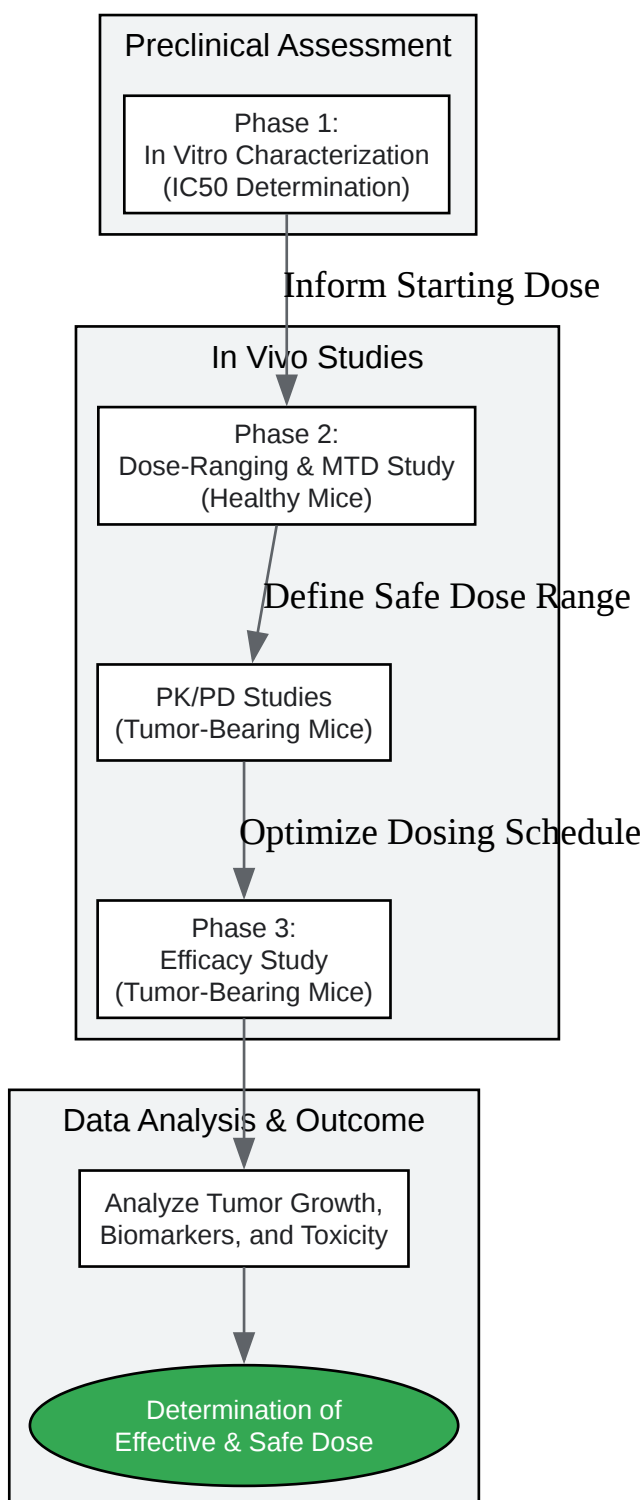 Preclinical Assessment
Phase 1:
In Vitro Characterization
(IC50 Determination)
Inform Starting Dose
In Vivo Studies
Phase 2:
Dose-Ranging & MTD Study
(Healthy Mice)
Define Safe Dose Range
PK/PD Studies
(Tumor-Bearing Mice)
Optimize Dosing Schedule
Phase 3:
Efficacy Study
(Tumor-Bearing Mice)
Data Analysis & Outcome
Analyze Tumor Growth,
Biomarkers, and Toxicity
Determination of
Effective & Safe Dose